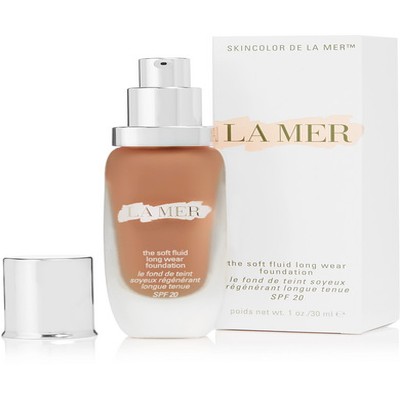 SKINCOLOR DE LA MER™
LA MER
the soft fluid long wear
foundation
le fond de teint soyeux
régénérant longue tenue
SPF 20
poids net wt. 1 oz/30 ml ℮
LA MER
the soft fluid
long wear
foundation
le fond de teint
soyeux régénérant
longue tenue
SPF 20